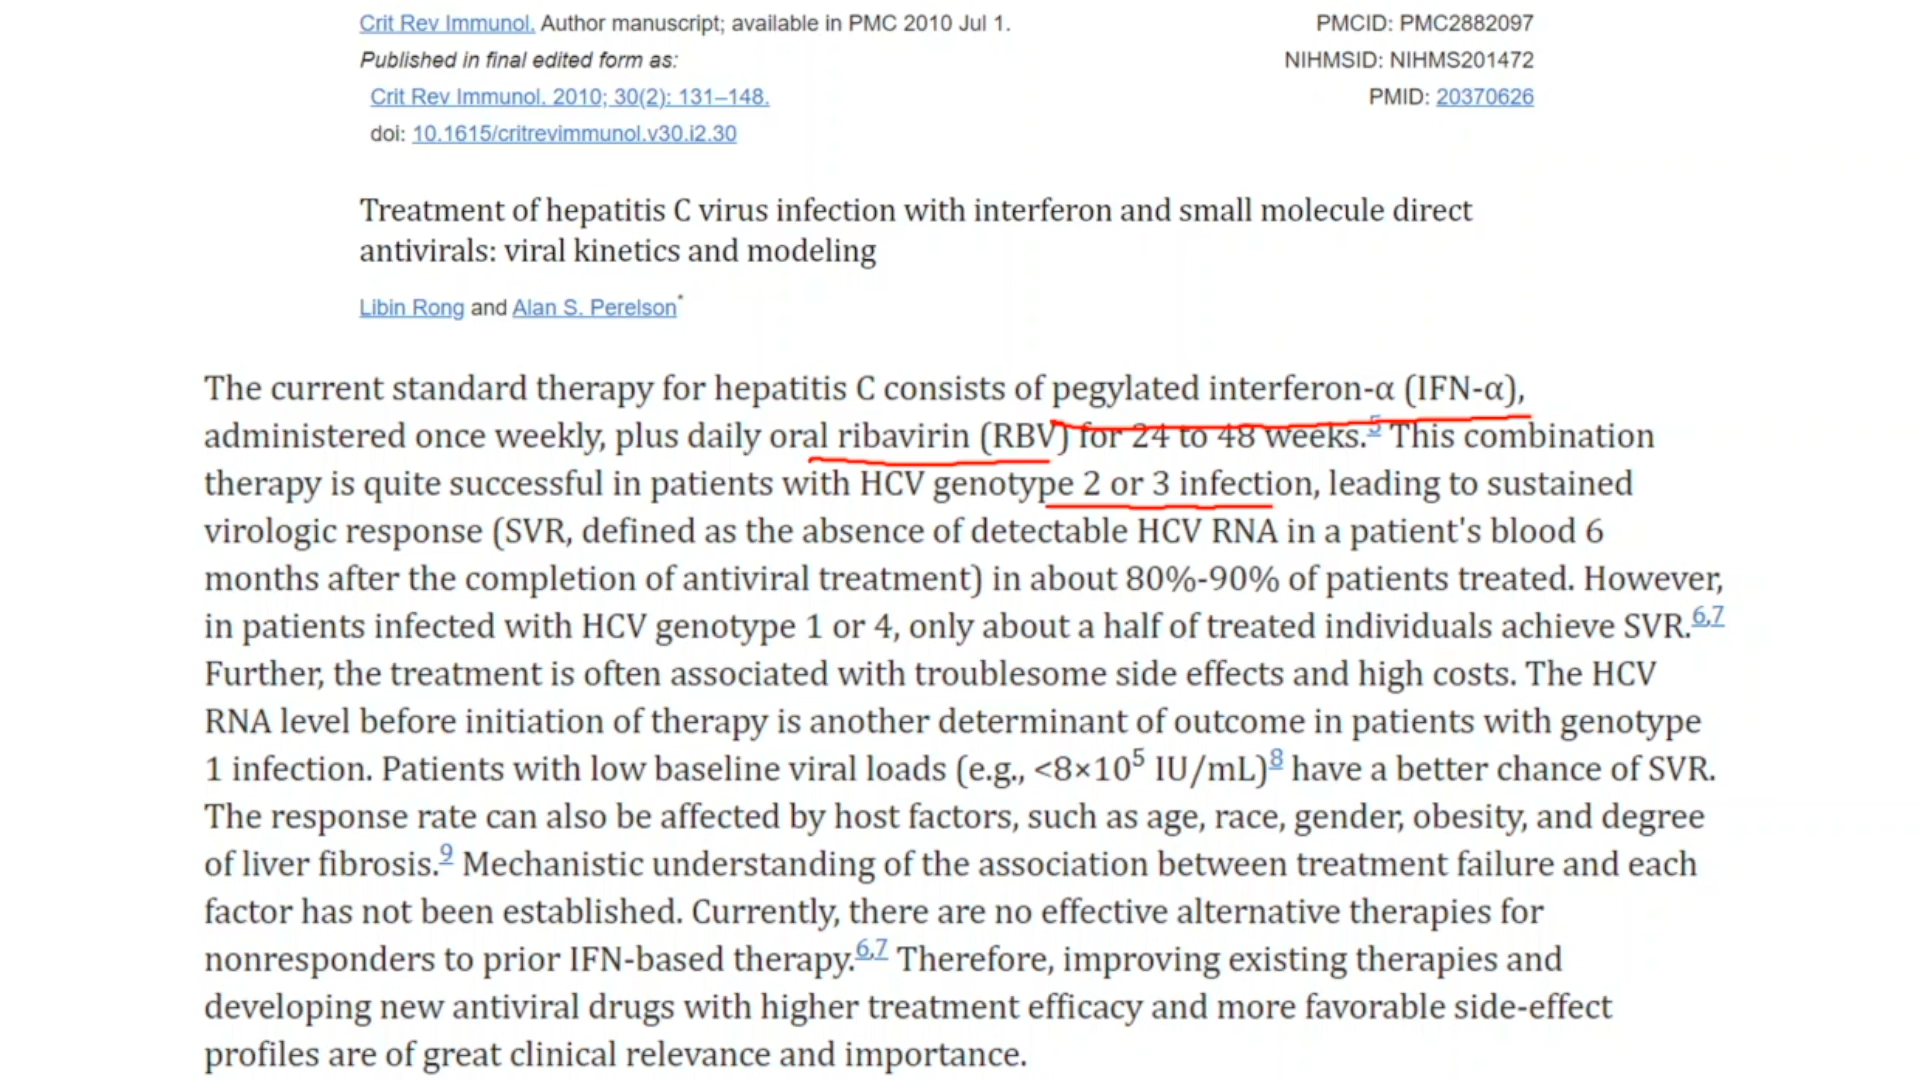 Crit Rev Immunol. Author manuscript; available in PMC 2010 Jul 1.
PMCID: PMC2882097
Published in final edited form as:
NIHMSID: NIHMS201472
Crit Rev Immunol. 2010; 30(2): 131–148.
PMID: 20370626
doi: 10.1615/critrevimmunol.v30.i2.30
Treatment of hepatitis C virus infection with interferon and small molecule direct
antivirals: viral kinetics and modeling
Libin Rong and Alan S. Perelson*
The current standard therapy for hepatitis C consists of pegylated interferon-α (IFN-α),
administered once weekly, plus daily oral ribavirin (RBV) for 24 to 48 weeks.5 This combination
therapy is quite successful in patients with HCV genotype 2 or 3 infection, leading to sustained
virologic response (SVR, defined as the absence of detectable HCV RNA in a patient's blood 6
months after the completion of antiviral treatment) in about 80%-90% of patients treated. However,
in patients infected with HCV genotype 1 or 4, only about a half of treated individuals achieve SVR.6,7
Further, the treatment is often associated with troublesome side effects and high costs. The HCV
RNA level before initiation of therapy is another determinant of outcome in patients with genotype
1 infection. Patients with low baseline viral loads (e.g., <8×10⁵ IU/mL)8 have a better chance of SVR.
The response rate can also be affected by host factors, such as age, race, gender, obesity, and degree
of liver fibrosis.9 Mechanistic understanding of the association between treatment failure and each
factor has not been established. Currently, there are no effective alternative therapies for
nonresponders to prior IFN-based therapy.6,7 Therefore, improving existing therapies and
developing new antiviral drugs with higher treatment efficacy and more favorable side-effect
profiles are of great clinical relevance and importance.